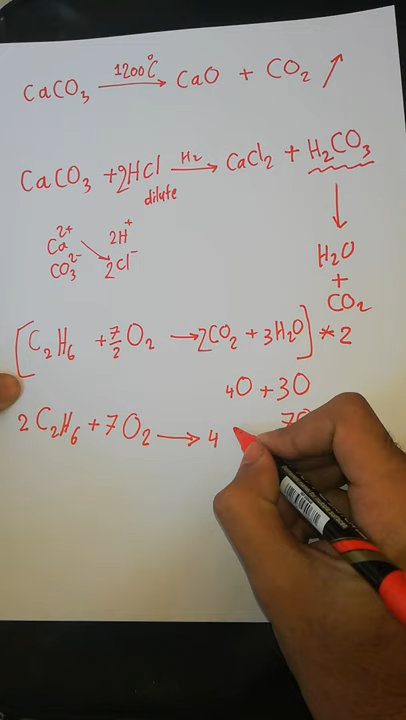 CaCO₃ 1200°C → CaO + CO₂ ↗
CaCO₃ + 2HCl H₂ → CaCl₂ + H₂CO₃
dilute
Ca²⁺ 2H⁺
CO₃²⁻ 2Cl⁻
↓
H₂O
+
CO₂
[C₂H₆ + 7/2 O₂ → 2CO₂ + 3H₂O] * 2
4O + 3O
7O
2C₂H₆ + 7O₂ → 4